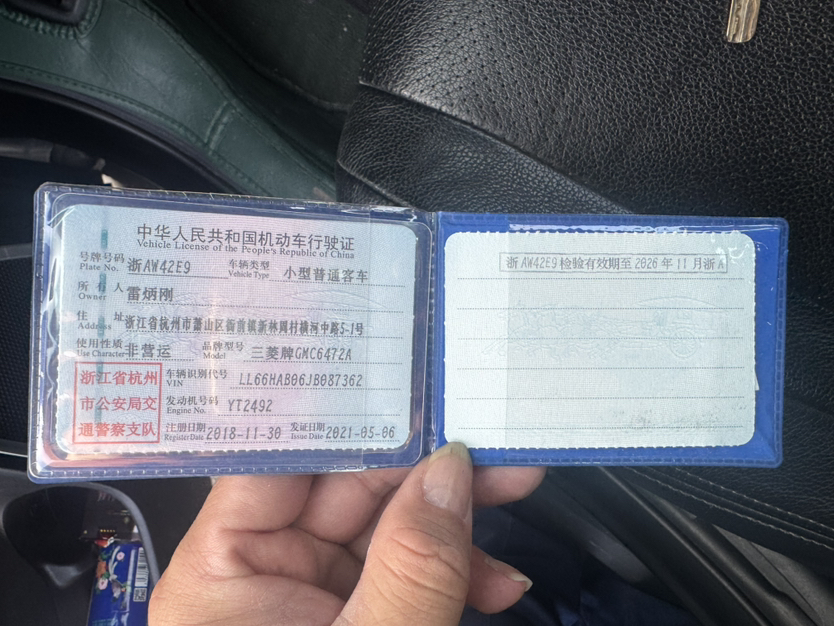 中华人民共和国机动车行驶证
Vehicle License of the People's Republic of China
号牌号码 浙AW42E9 车辆类型 小型普通客车
Plate No. Vehicle Type
所有人 雷炳刚
Owner
住址 浙江省杭州市萧山区衙前镇新林周村横河中路5-1号
Address
使用性质 非营运 品牌型号 三菱牌GMC6472A
Use Character Model
浙江省杭州
市公安局交
通警察支队
车辆识别代号 LL66HAB06JB087362
VIN
发动机号码 YT2492
Engine No.
注册日期 2018-11-30 发证日期 2021-05-06
Register Date Issue Date
浙AW42E9检验有效期至2026年11月浙A